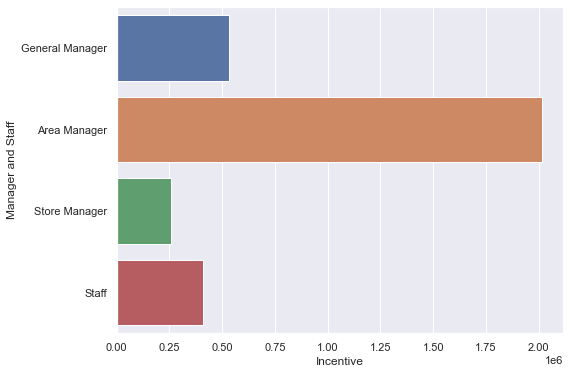 Manager and Staff
General Manager
Area Manager
Store Manager
Staff
0.00 0.25 0.50 0.75 1.00 1.25 1.50 1.75 2.00
1e6
Incentive